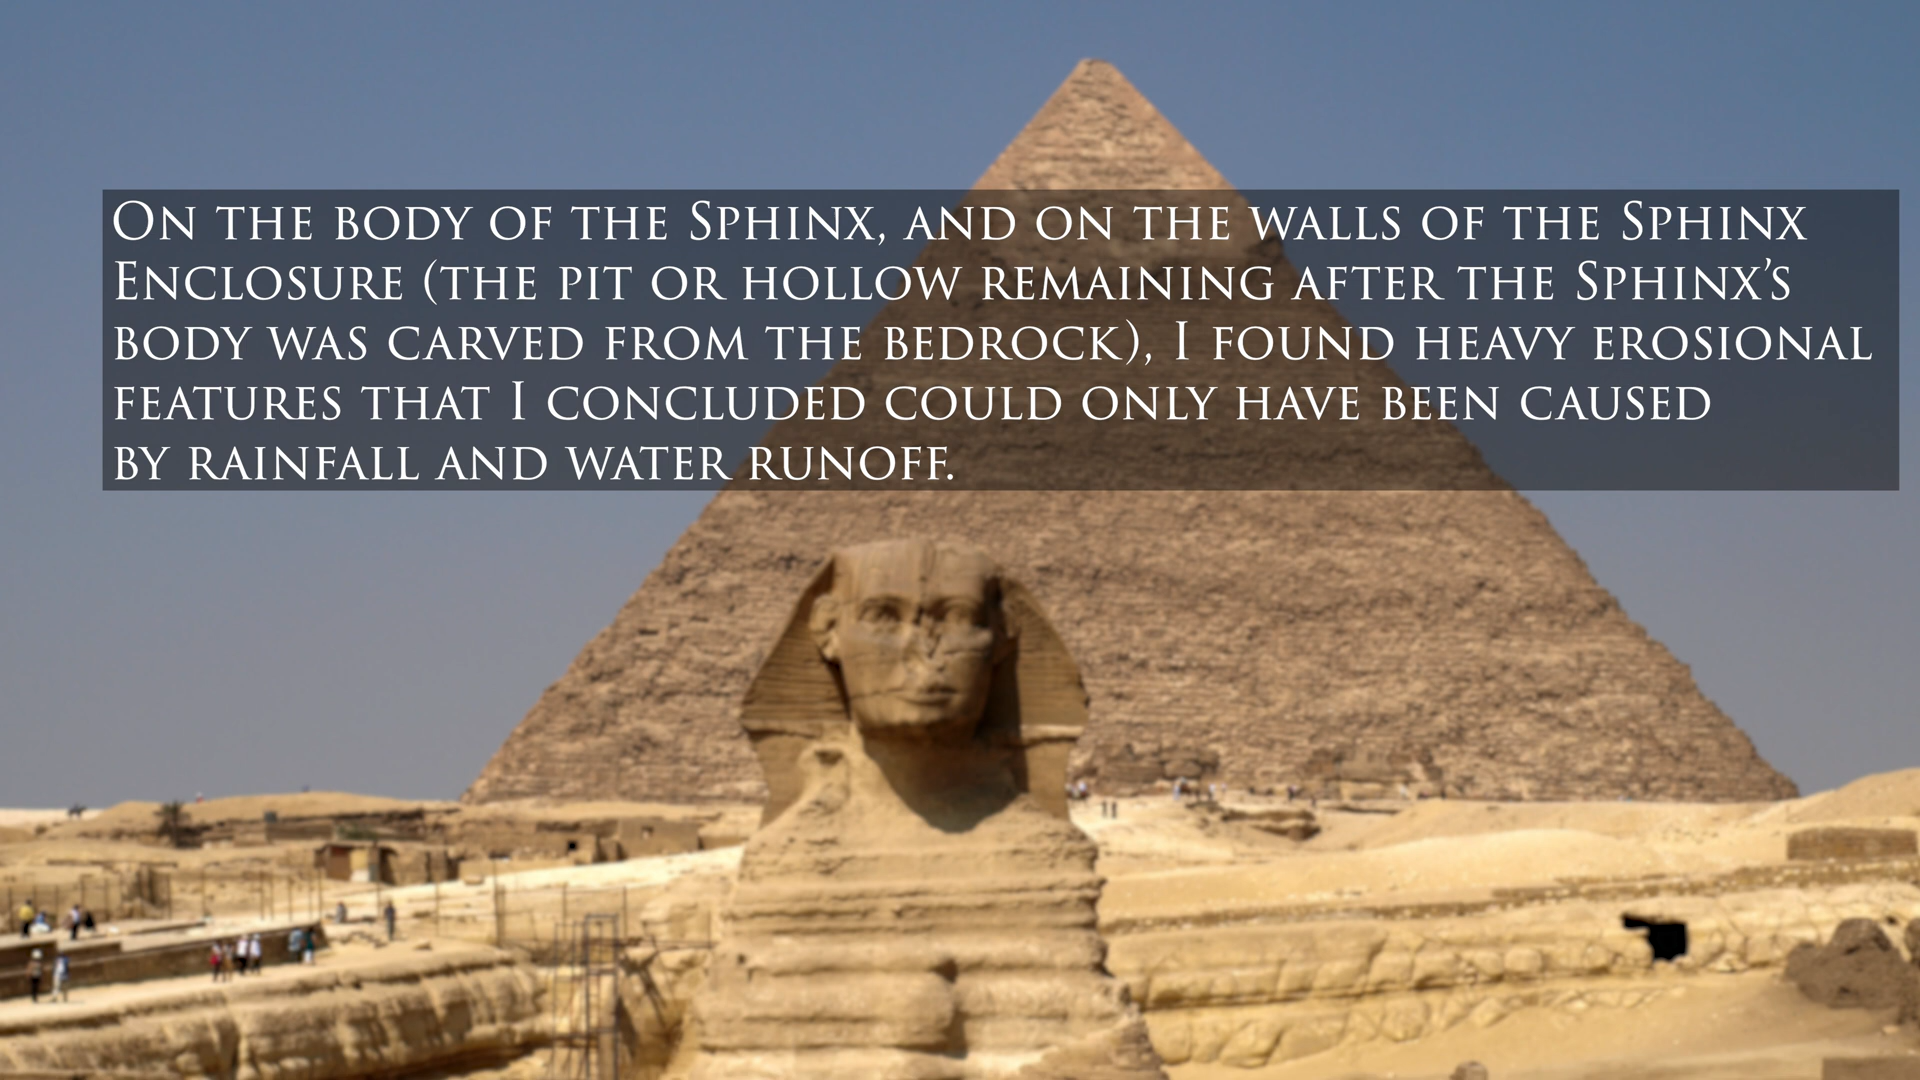 On the body of the Sphinx, and on the walls of the Sphinx
Enclosure (the pit or hollow remaining after the Sphinx’s
body was carved from the bedrock), I found heavy erosional
features that I concluded could only have been caused
by rainfall and water runoff.